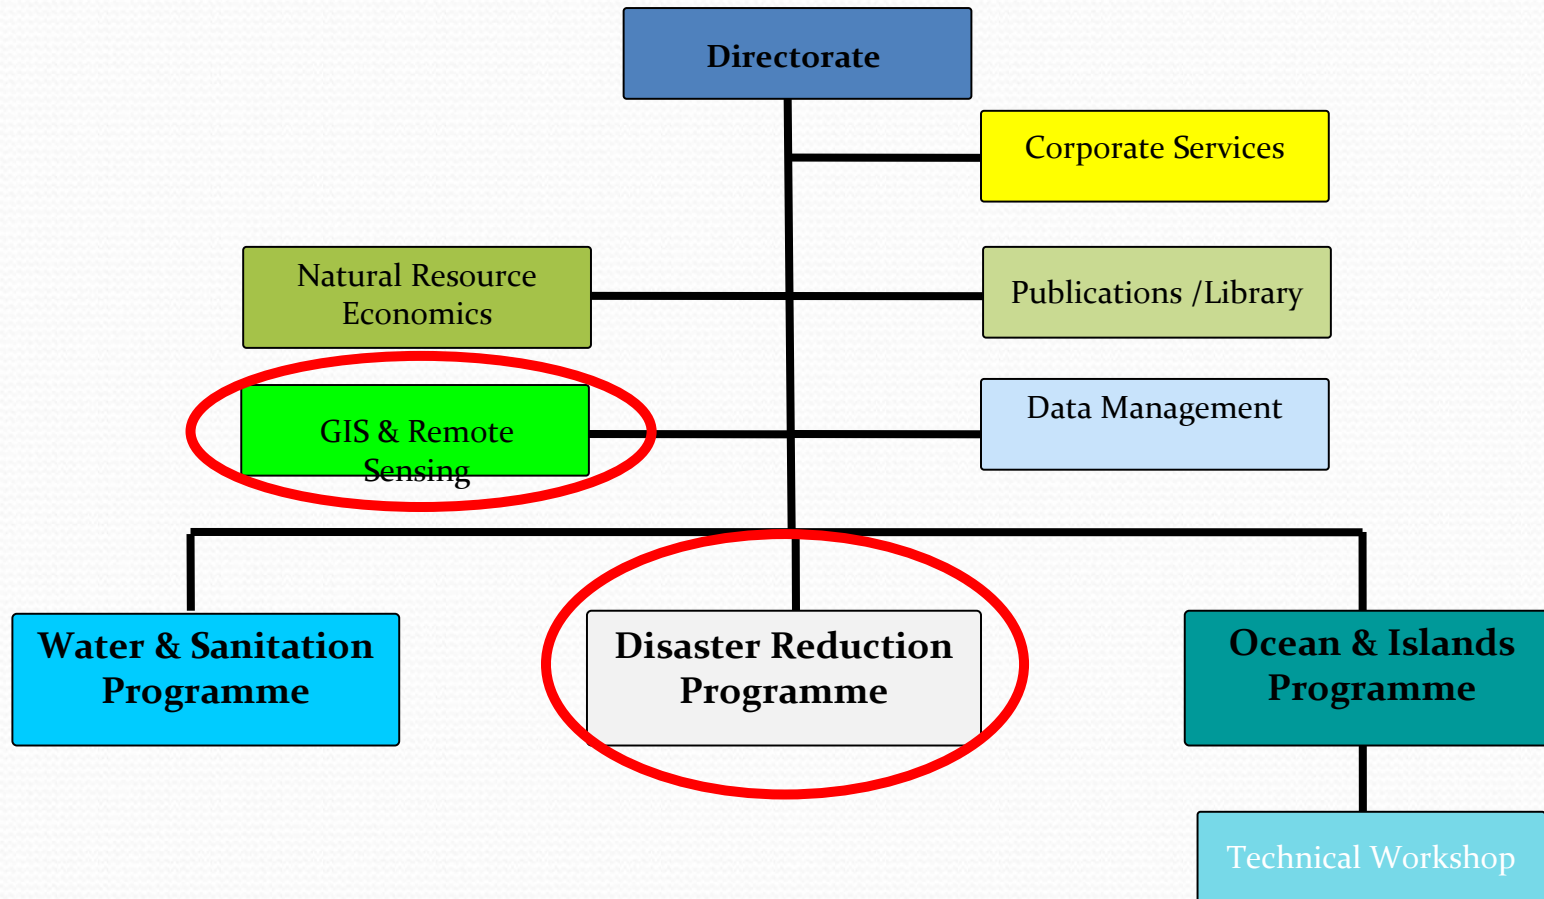 Directorate
Corporate Services
Natural Resource
Economics
Publications /Library
GIS & Remote
Sensing
Data Management
Water & Sanitation
Programme
Disaster Reduction
Programme
Ocean & Islands
Programme
Technical Workshop